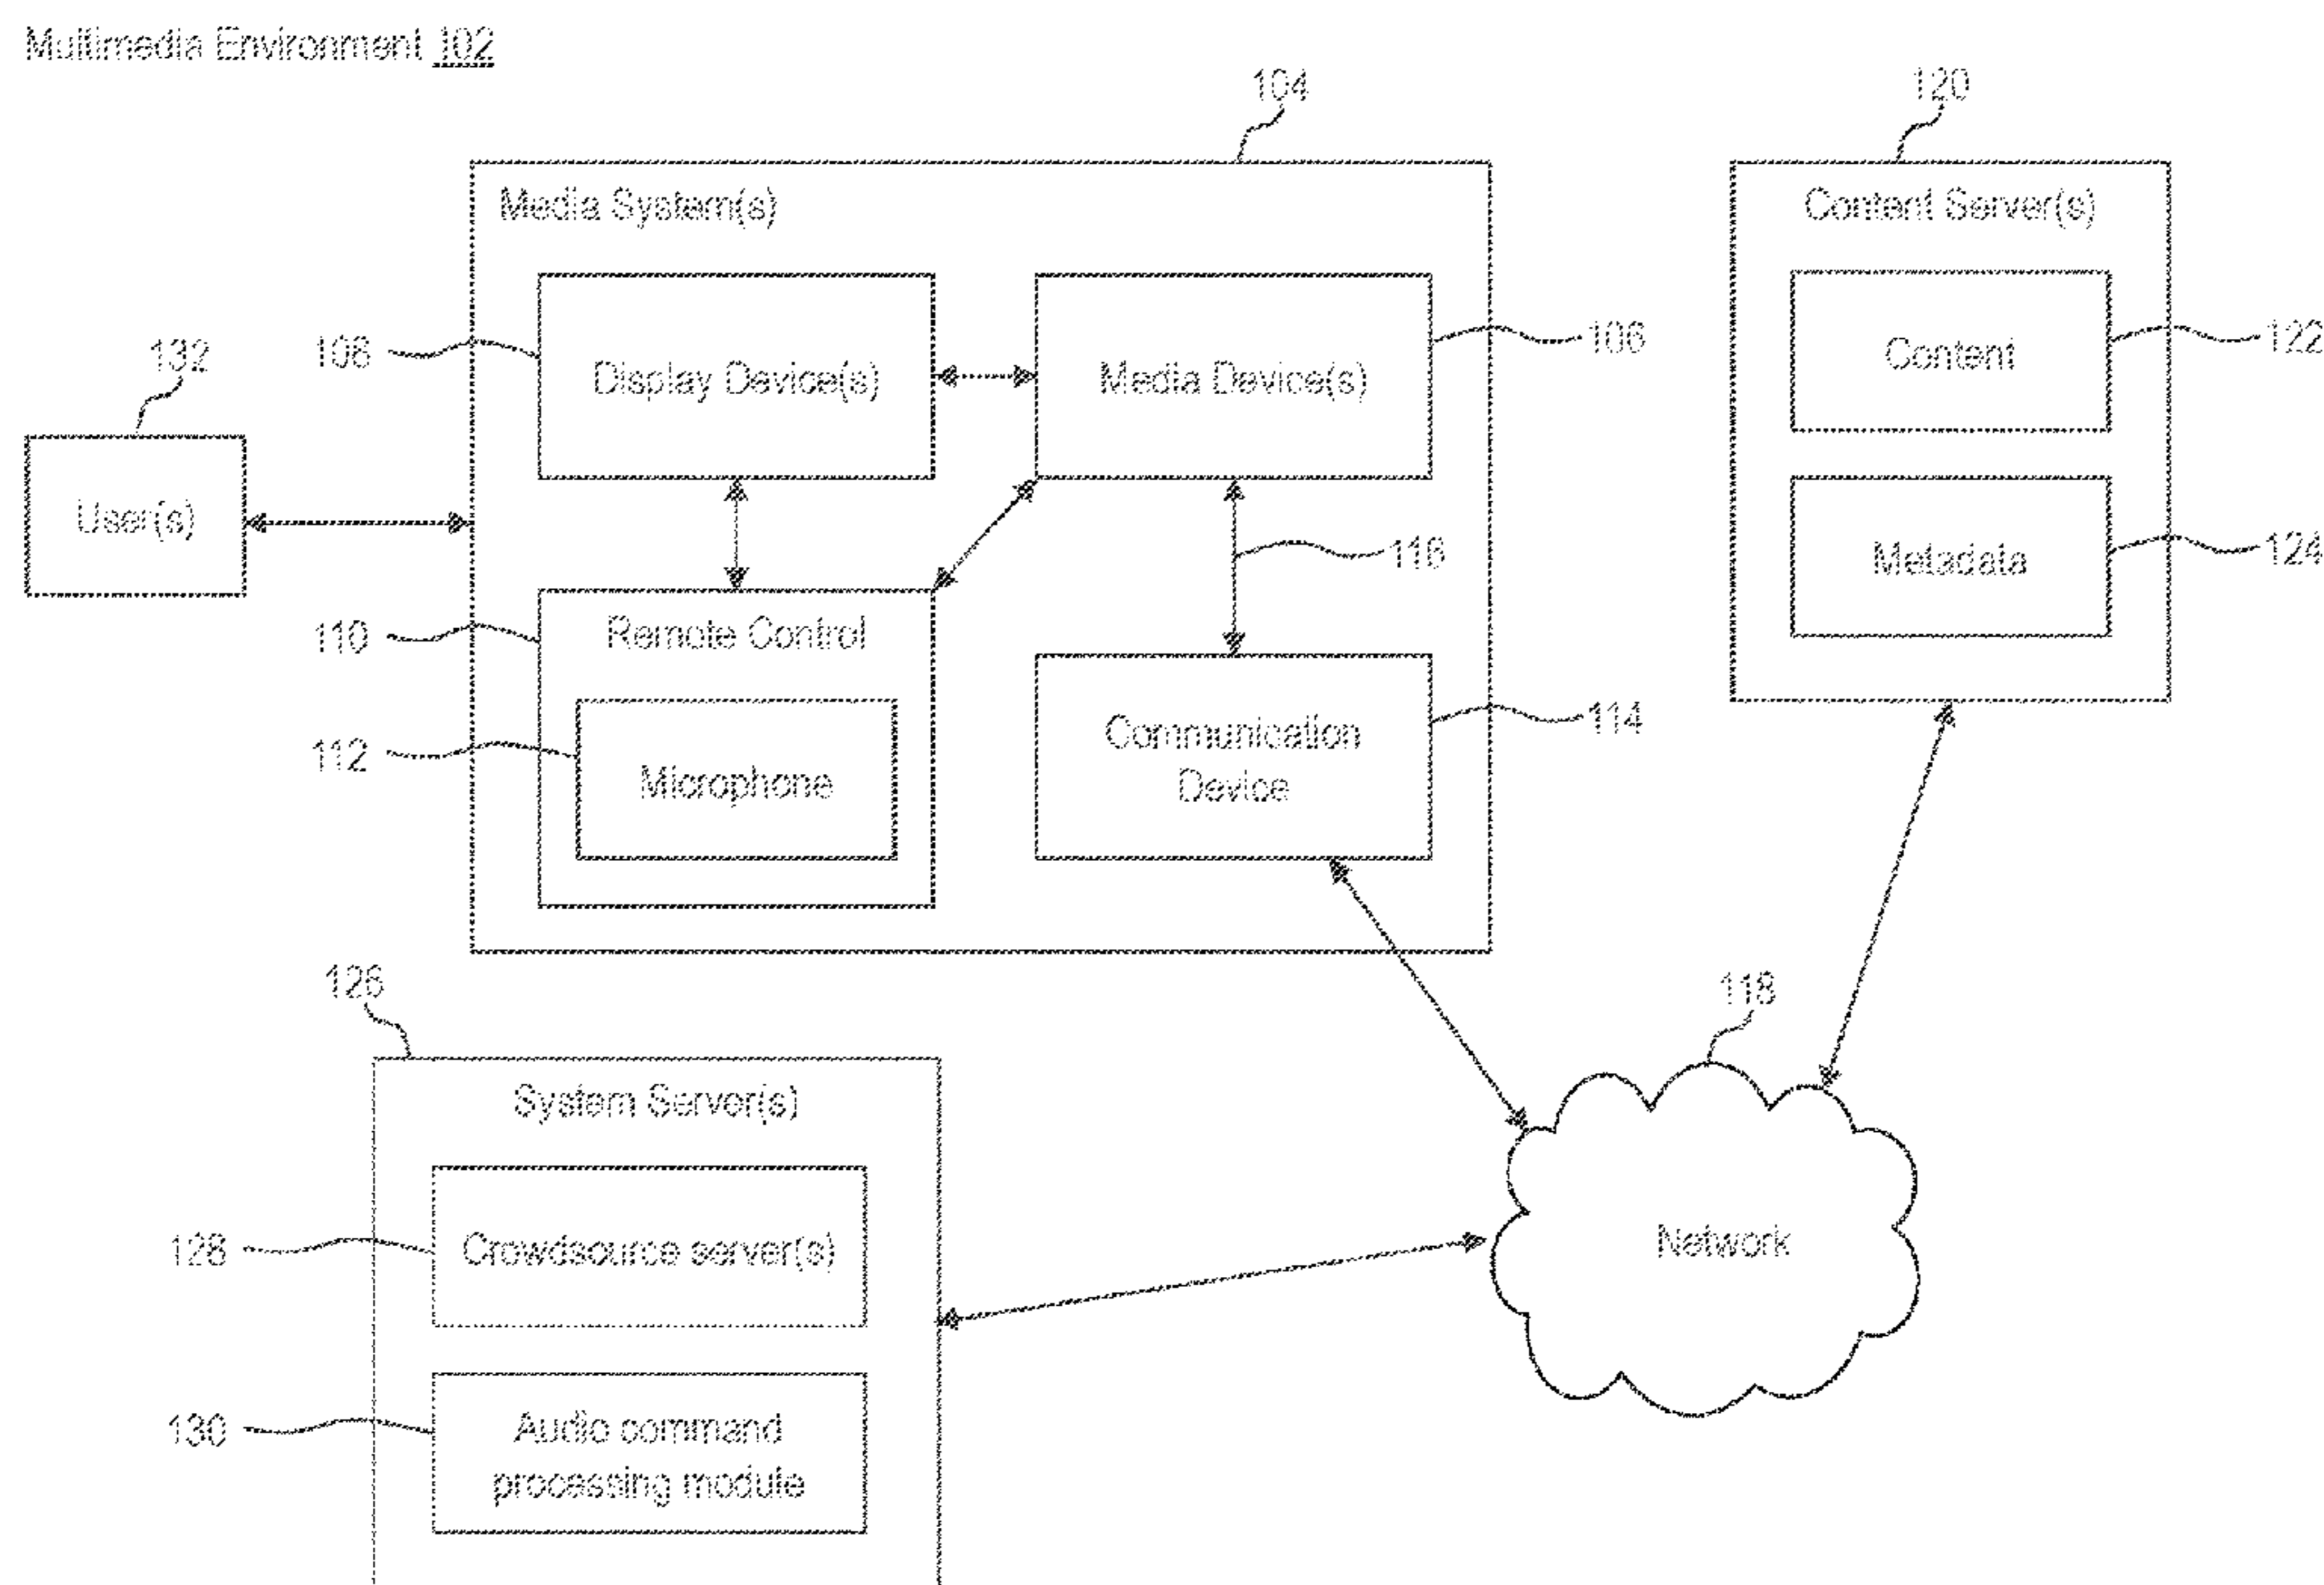 Multimedia Environment 102
104
120
Media System(s)
Content Server(s)
132
108
Display Device(s)
Media Device(s)
106
Content
122
User(s)
116
Metadata
124
110
Remote Control
112
Microphone
Communication
Device
114
126
118
System Server(s)
128
Crowdsource server(s)
Network
130
Audio command
processing module